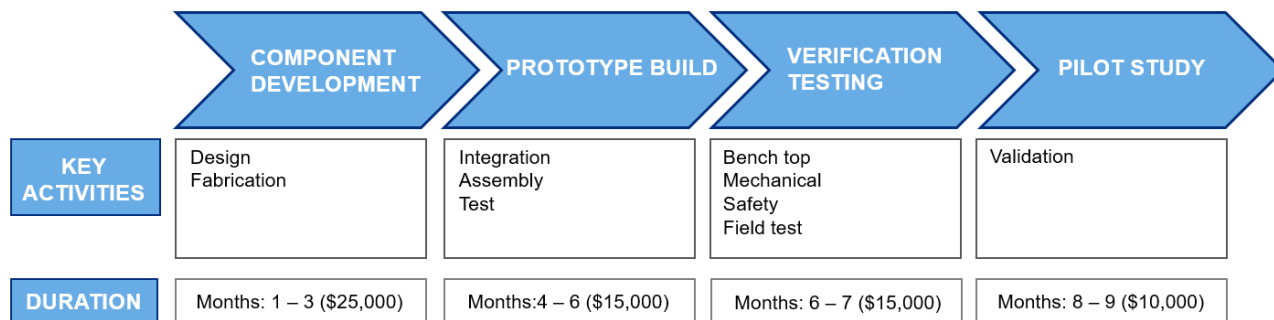 COMPONENT
DEVELOPMENT
PROTOTYPE BUILD
VERIFICATION
TESTING
PILOT STUDY
KEY
ACTIVITIES
Design
Fabrication
Integration
Assembly
Test
Bench top
Mechanical
Safety
Field test
Validation
DURATION
Months: 1 – 3 ($25,000)
Months:4 – 6 ($15,000)
Months: 6 – 7 ($15,000)
Months: 8 – 9 ($10,000)